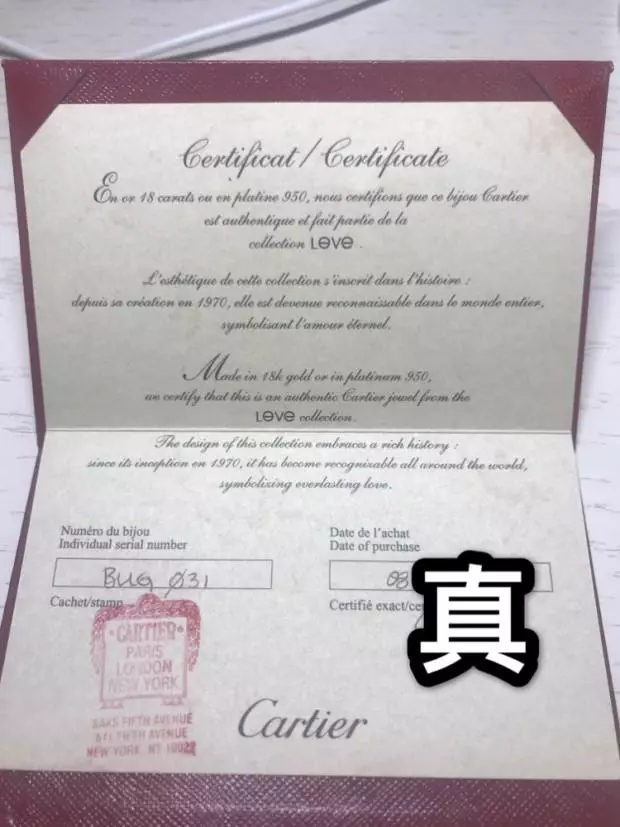 Certificat / Certificate
En or 18 carats ou en platine 950, nous certifions que ce bijou Cartier
est authentique et fait partie de la
collection LOVE .
L'esthétique de cette collection s'inscrit dans l'histoire :
depuis sa création en 1970, elle est devenue reconnaissable dans le monde entier,
symbolisant l'amour éternel.
Made in 18k gold or in platinum 950,
we certify that this is an authentic Cartier jewel from the
LOVE collection.
The design of this collection embraces a rich history :
since its inception en 1970, it has become recognizable all around the world,
symbolizing everlasting love.
Numéro du bijou
Individual serial number
BUG Ø31
Date de l'achat
Date of purchase
08
Cachet/stamp
Certifié exact/ce
真
CARTIER
PARIS
LONDON
NEW YORK
SAKS FIFTH AVENUE
611 FIFTH AVENUE
NEW YORK, NY 10022
Cartier